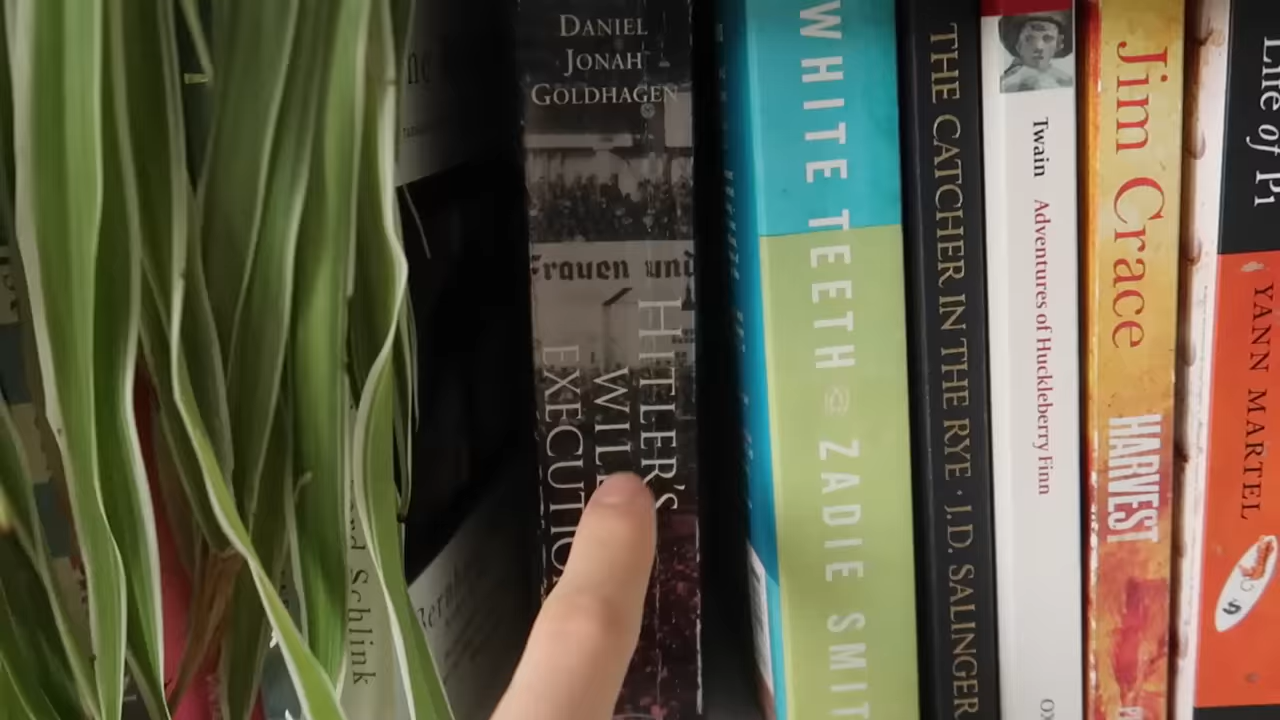 DANIEL
JONAH
GOLDHAGEN
Frauen und
HITLER'S
WILL
EXECUTIO
WHITE TEETH ZADIE SMIT
THE CATCHER IN THE RYE · J.D. SALINGER
Twain Adventures of Huckleberry Finn
Jim Crace
HARVEST
Life of Pi
YANN MARTEL
Schlink